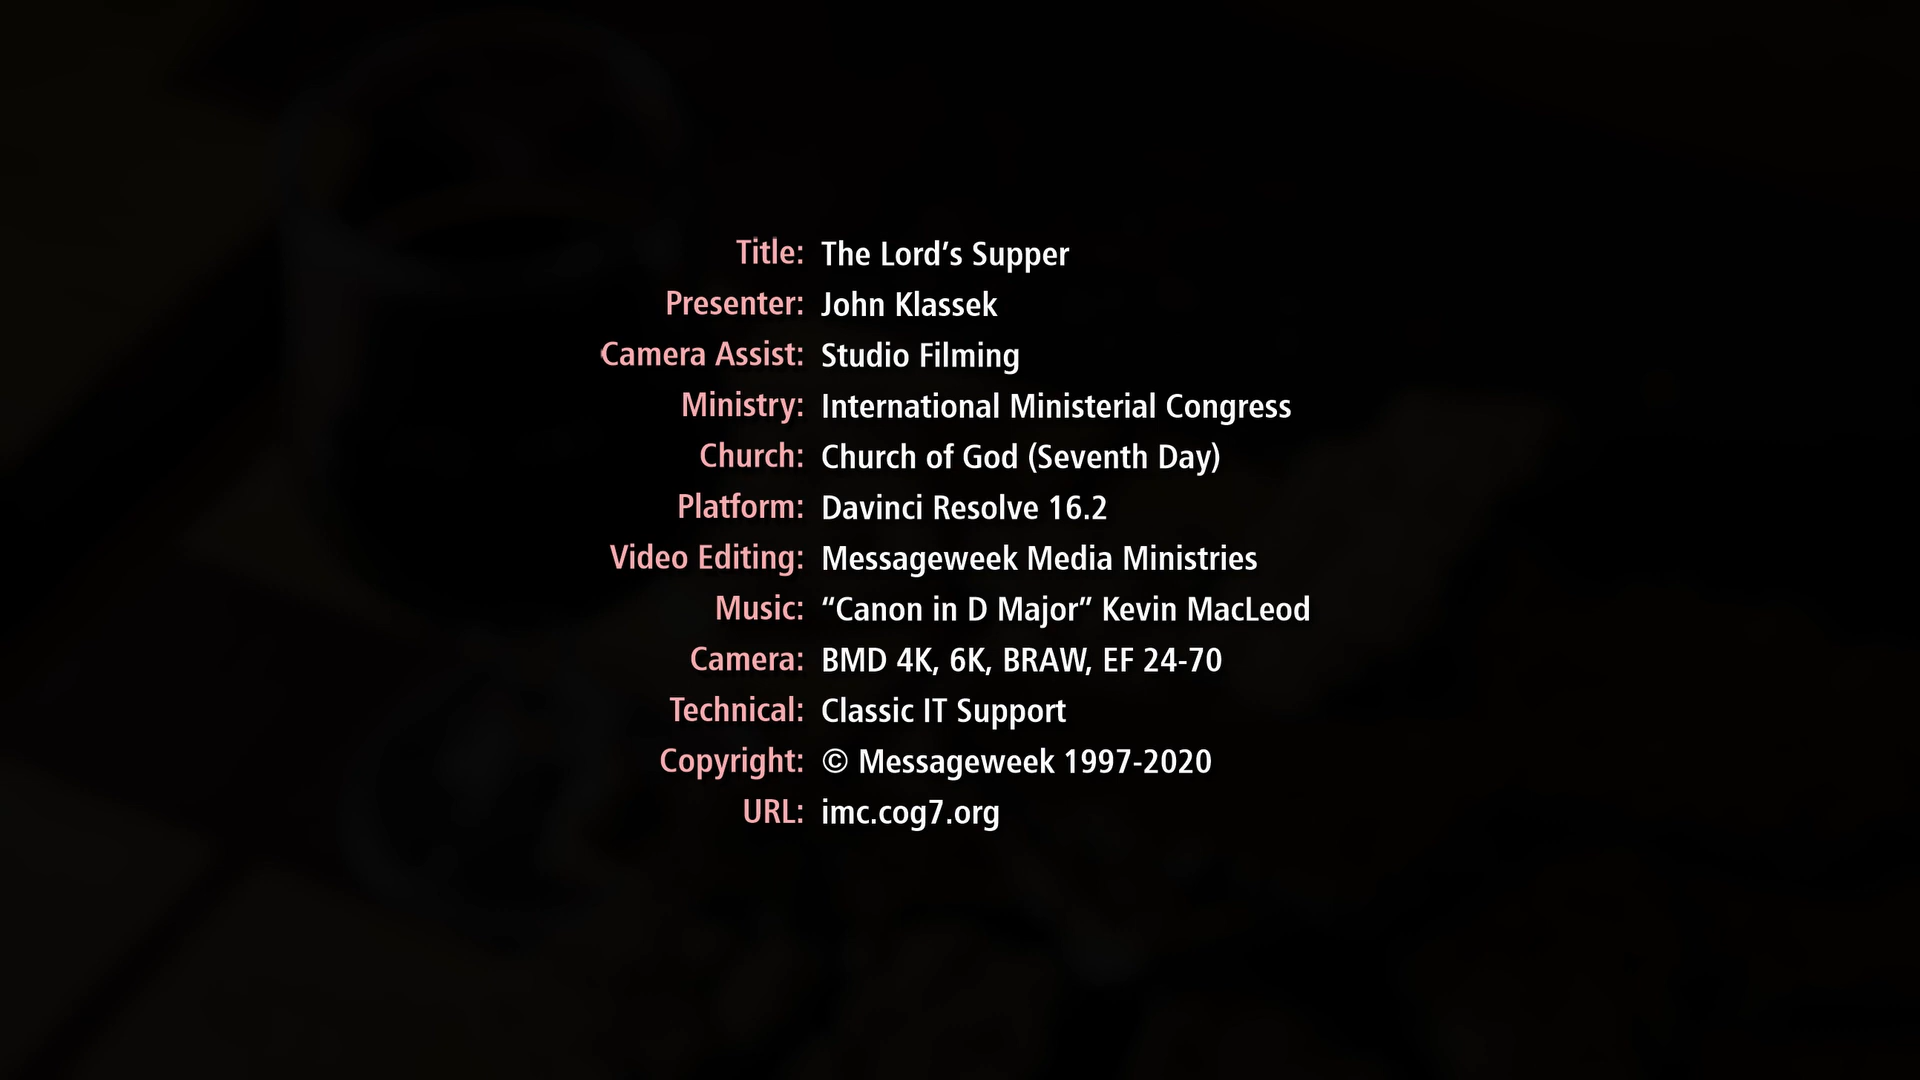 Title: The Lord’s Supper
Presenter: John Klassek
Camera Assist: Studio Filming
Ministry: International Ministerial Congress
Church: Church of God (Seventh Day)
Platform: Davinci Resolve 16.2
Video Editing: Messageweek Media Ministries
Music: “Canon in D Major” Kevin MacLeod
Camera: BMD 4K, 6K, BRAW, EF 24-70
Technical: Classic IT Support
Copyright: © Messageweek 1997-2020
URL: imc.cog7.org